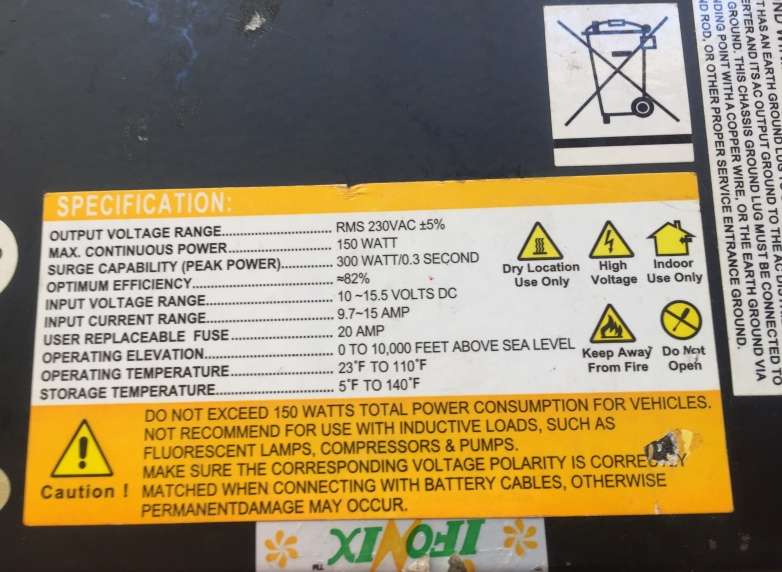 SPECIFICATION:
OUTPUT VOLTAGE RANGE.............................. RMS 230VAC ±5%
MAX. CONTINUOUS POWER............................ 150 WATT
SURGE CAPABILITY (PEAK POWER)............. 300 WATT/0.3 SECOND
OPTIMUM EFFICIENCY..................................... ≈82%
INPUT VOLTAGE RANGE.................................. 10 ~15.5 VOLTS DC
INPUT CURRENT RANGE.................................. 9.7~15 AMP
USER REPLACEABLE FUSE............................ 20 AMP
OPERATING ELEVATION.................................. 0 TO 10,000 FEET ABOVE SEA LEVEL
OPERATING TEMPERATURE............................ 23°F TO 110°F
STORAGE TEMPERATURE................................ 5°F TO 140°F
Dry Location
Use Only
High
Voltage
Indoor
Use Only
Keep Away
From Fire
Do Not
Open
Caution !
DO NOT EXCEED 150 WATTS TOTAL POWER CONSUMPTION FOR VEHICLES.
NOT RECOMMEND FOR USE WITH INDUCTIVE LOADS, SUCH AS
FLUORESCENT LAMPS, COMPRESSORS & PUMPS.
MAKE SURE THE CORRESPONDING VOLTAGE POLARITY IS CORRECTLY
MATCHED WHEN CONNECTING WITH BATTERY CABLES, OTHERWISE
PERMANENTDAMAGE MAY OCCUR.
IFONIX
TM
T HAS AN EARTH GROUND LUG
ERTER AND ITS AC OUTPUT GROUND BY THE
GROUND. THIS CHASSIS GROUND LUG MUST BE CONNECTED TO
NDING POINT WITH A COPPER WIRE, OR THE EARTH GROUND VIA
ND ROD, OR OTHER PROPER SERVICE ENTRANCE GROUND.